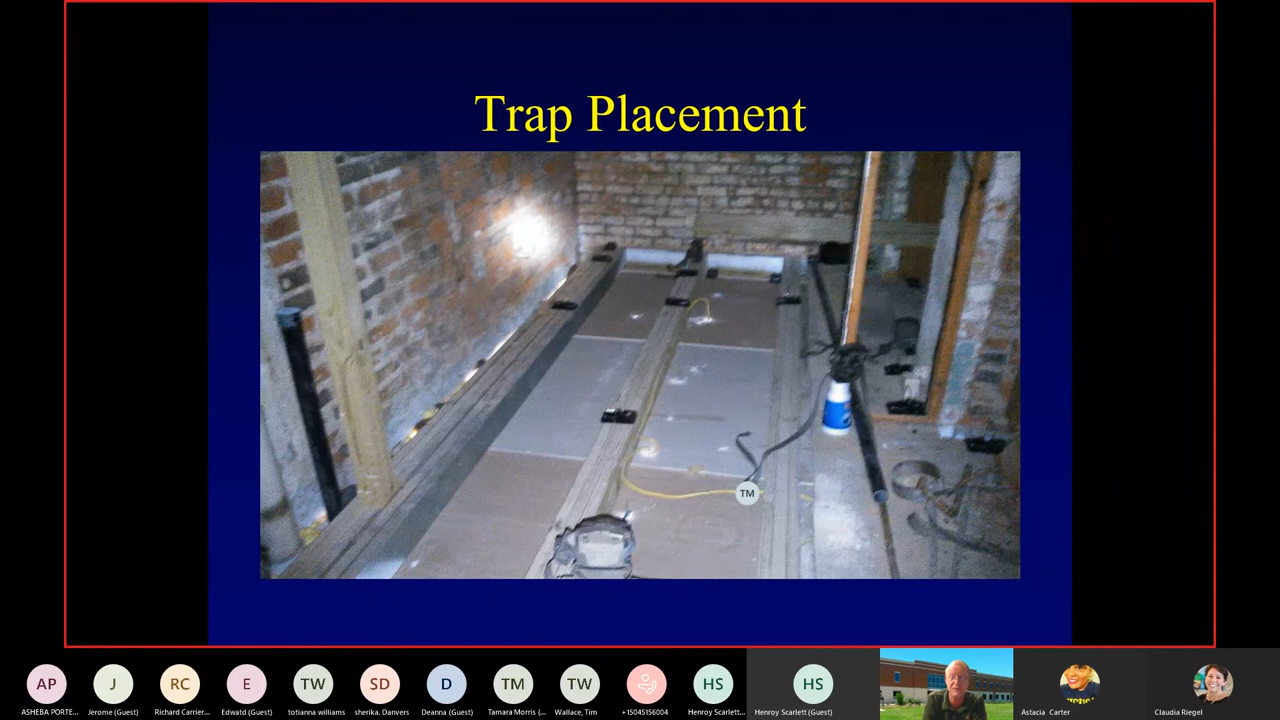 Trap Placement
TM
AP
J
RC
E
TW
SD
D
TM
TW
HS
HS
ASHEBA PORTE...
Jerome (Guest)
Richard Carrier...
Edwatd (Guest)
totianna williams
sherika. Danvers
Deanna (Guest)
Tamara Morris (...
Wallace, Tim
+15045156004
Henroy Scarlett...
Henroy Scarlett (Guest)
Astacia Carter
Claudia Riegel